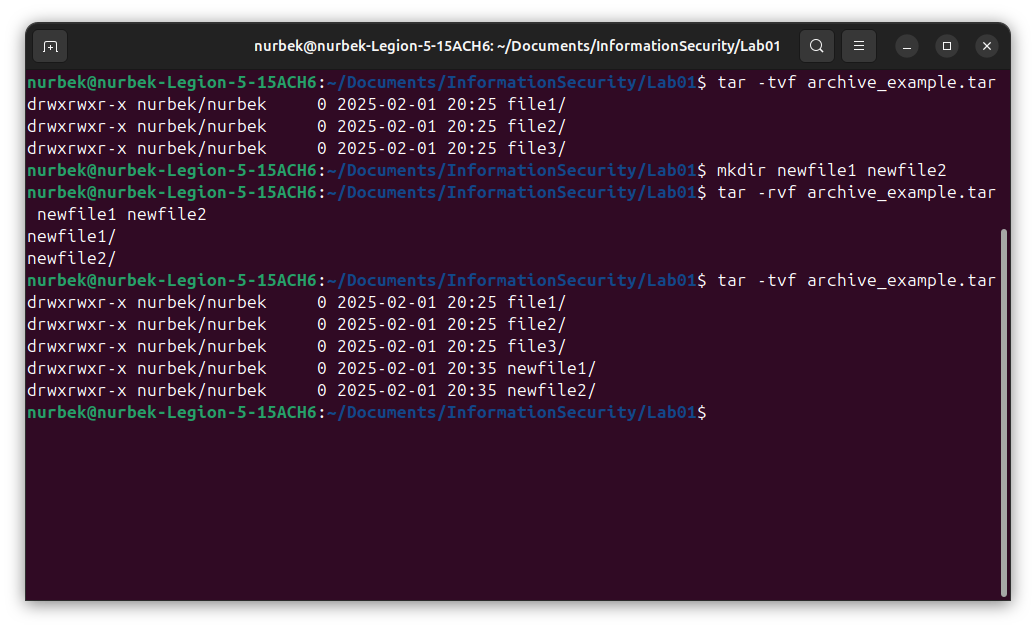 nurbek@nurbek-Legion-5-15ACH6: ~/Documents/InformationSecurity/Lab01
nurbek@nurbek-Legion-5-15ACH6:~/Documents/InformationSecurity/Lab01$ tar -tvf archive_example.tar
drwxrwxr-x nurbek/nurbek     0 2025-02-01 20:25 file1/
drwxrwxr-x nurbek/nurbek     0 2025-02-01 20:25 file2/
drwxrwxr-x nurbek/nurbek     0 2025-02-01 20:25 file3/
nurbek@nurbek-Legion-5-15ACH6:~/Documents/InformationSecurity/Lab01$ mkdir newfile1 newfile2
nurbek@nurbek-Legion-5-15ACH6:~/Documents/InformationSecurity/Lab01$ tar -rvf archive_example.tar
 newfile1 newfile2
newfile1/
newfile2/
nurbek@nurbek-Legion-5-15ACH6:~/Documents/InformationSecurity/Lab01$ tar -tvf archive_example.tar
drwxrwxr-x nurbek/nurbek     0 2025-02-01 20:25 file1/
drwxrwxr-x nurbek/nurbek     0 2025-02-01 20:25 file2/
drwxrwxr-x nurbek/nurbek     0 2025-02-01 20:25 file3/
drwxrwxr-x nurbek/nurbek     0 2025-02-01 20:35 newfile1/
drwxrwxr-x nurbek/nurbek     0 2025-02-01 20:35 newfile2/
nurbek@nurbek-Legion-5-15ACH6:~/Documents/InformationSecurity/Lab01$